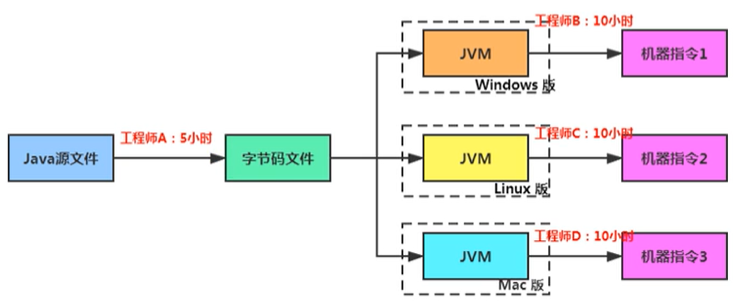 工程师B：10小时
JVM
机器指令1
Windows 版
工程师A：5小时
Java源文件
字节码文件
工程师C：10小时
JVM
机器指令2
Linux 版
工程师D：10小时
JVM
机器指令3
Mac 版